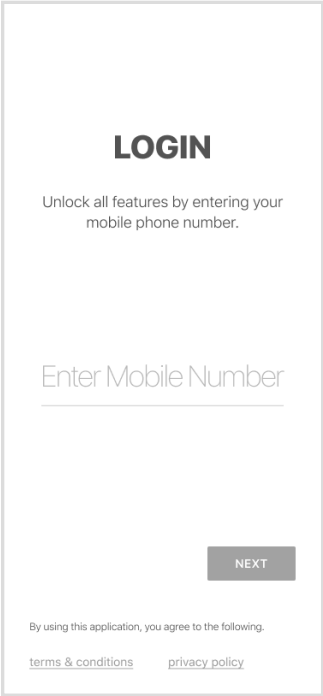 LOGIN
Unlock all features by entering your
mobile phone number.
Enter Mobile Number
NEXT
By using this application, you agree to the following.
terms & conditions privacy policy